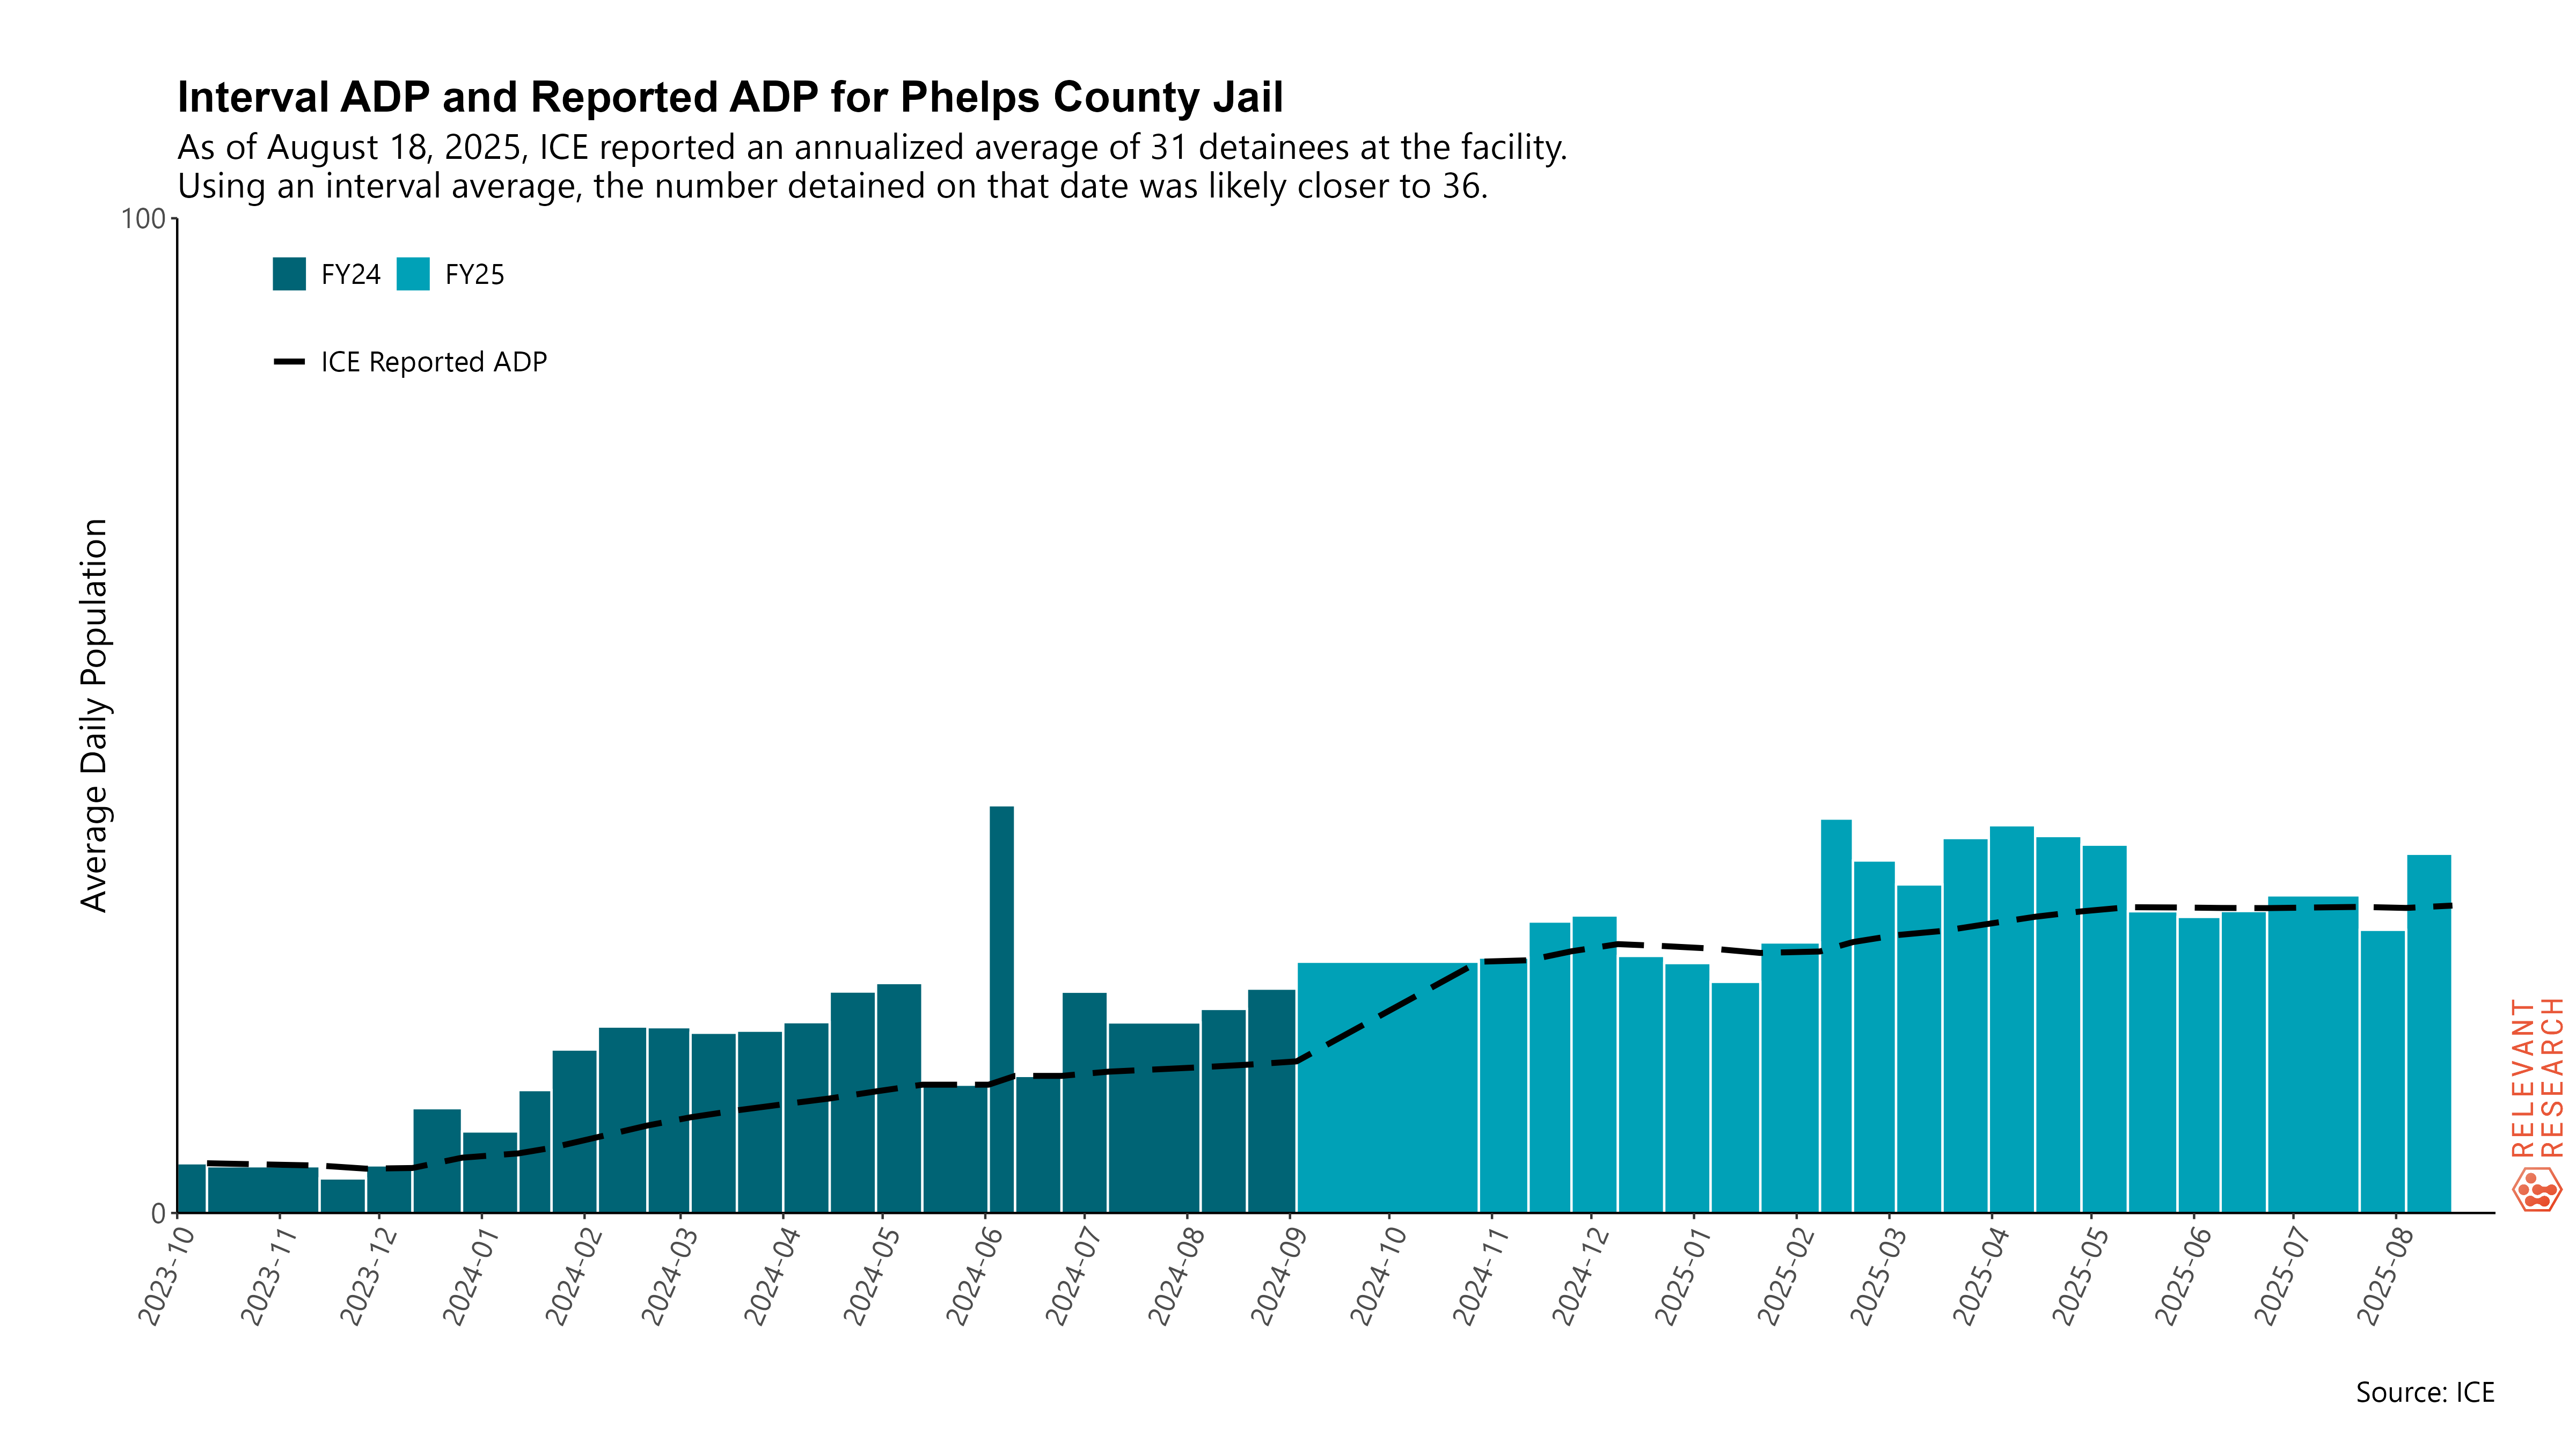 Interval ADP and Reported ADP for Phelps County Jail
As of August 18, 2025, ICE reported an annualized average of 31 detainees at the facility.
Using an interval average, the number detained on that date was likely closer to 36.
100
FY24 FY25
ICE Reported ADP
Average Daily Population
0
2023-10 2023-11 2023-12 2024-01 2024-02 2024-03 2024-04 2024-05 2024-06 2024-07 2024-08 2024-09 2024-10 2024-11 2024-12 2025-01 2025-02 2025-03 2025-04 2025-05 2025-06 2025-07 2025-08
RELEVANT
RESEARCH
Source: ICE